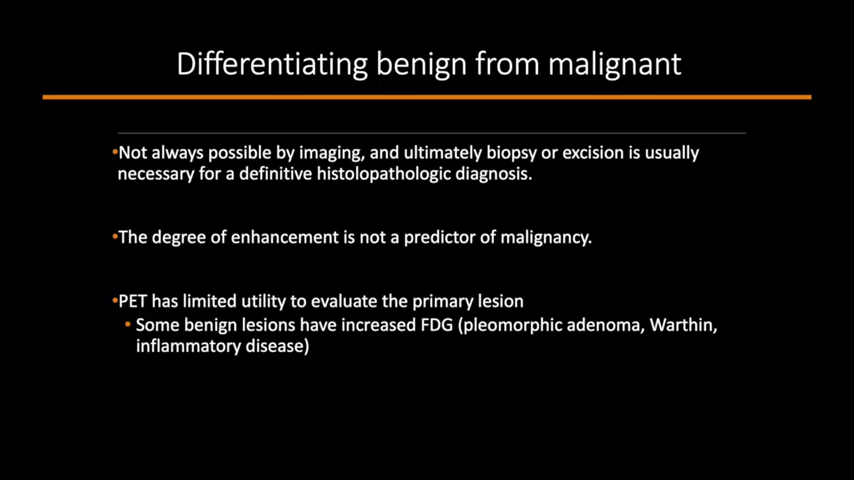 Differentiating benign from malignant
•Not always possible by imaging, and ultimately biopsy or excision is usually
necessary for a definitive histolopathologic diagnosis.
•The degree of enhancement is not a predictor of malignancy.
•PET has limited utility to evaluate the primary lesion
• Some benign lesions have increased FDG (pleomorphic adenoma, Warthin,
inflammatory disease)